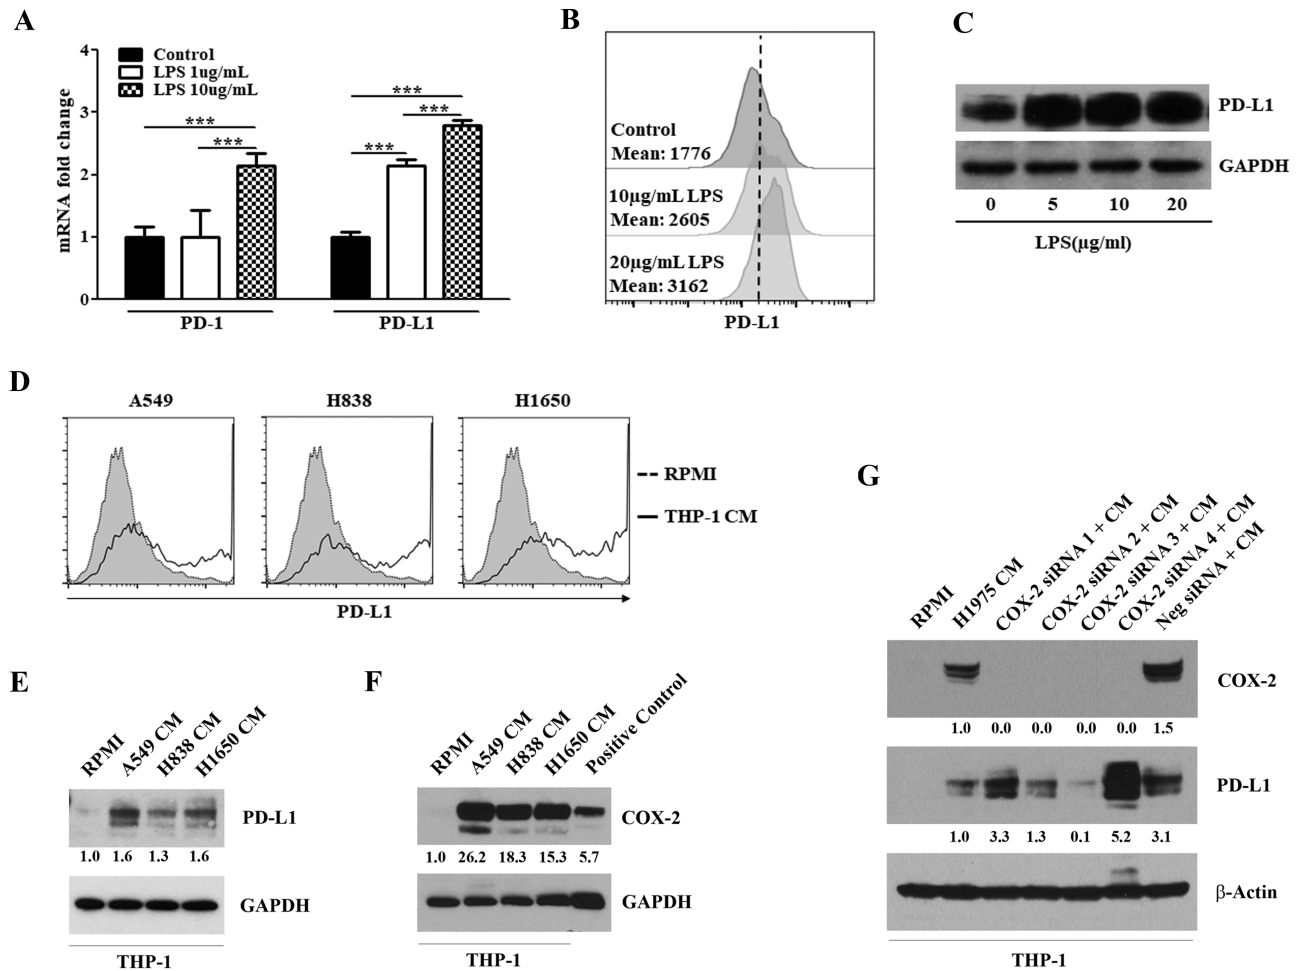 A
4
3
2
1
0
mRNA fold change
Control
LPS 1ug/mL
LPS 10ug/mL
***
***
***
***
***
PD-1
PD-L1
B
Control
Mean: 1776
10µg/mL LPS
Mean: 2605
20µg/mL LPS
Mean: 3162
PD-L1
C
PD-L1
GAPDH
0 5 10 20
LPS(µg/ml)
D
A549 H838 H1650
RPMI
THP-1 CM
PD-L1
E
RPMI
A549 CM
H838 CM
H1650 CM
PD-L1
1.0 1.6 1.3 1.6
GAPDH
THP-1
F
RPMI
A549 CM
H838 CM
H1650 CM
Positive Control
COX-2
1.0 26.2 18.3 15.3 5.7
GAPDH
THP-1
G
RPMI
H1975 CM
COX-2 siRNA 1 + CM
COX-2 siRNA 2 + CM
COX-2 siRNA 3 + CM
COX-2 siRNA 4 + CM
Neg siRNA + CM
COX-2
1.0 0.0 0.0 0.0 0.0 1.5
PD-L1
1.0 3.3 1.3 0.1 5.2 3.1
β-Actin
THP-1